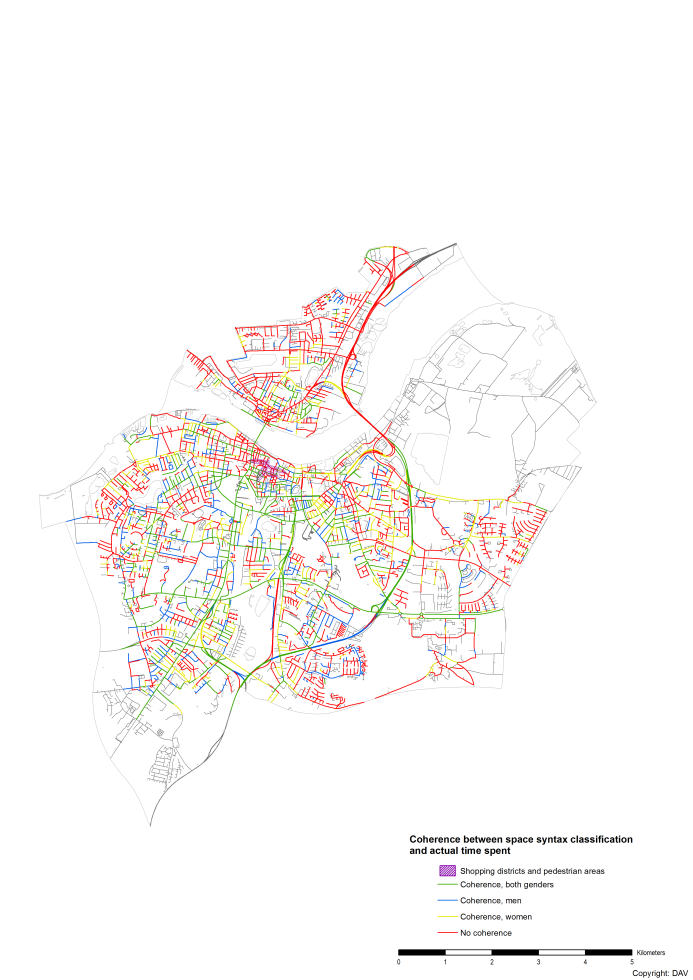 Coherence between space syntax classification
and actual time spent
Shopping districts and pedestrian areas
Coherence, both genders
Coherence, men
Coherence, women
No coherence
Kilometers
0 1 2 3 4 5
Copyright: DAV